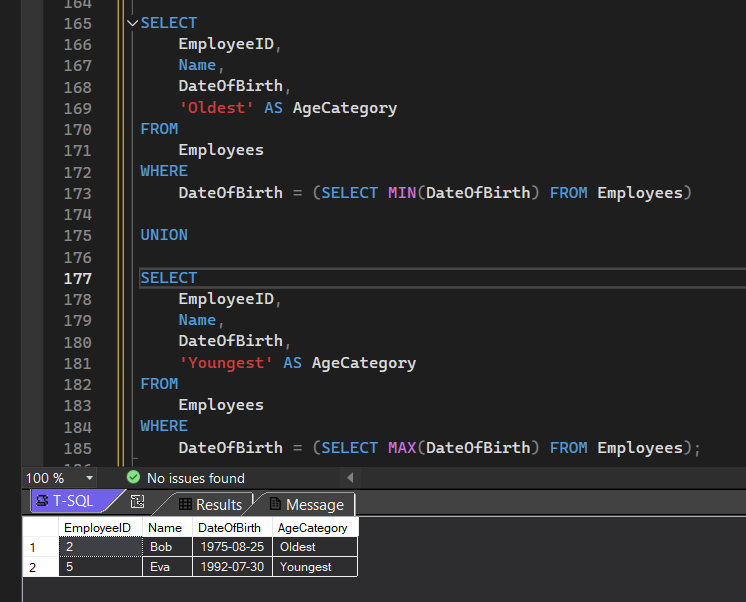 164
165 SELECT
166 EmployeeID,
167 Name,
168 DateOfBirth,
169 'Oldest' AS AgeCategory
170 FROM
171 Employees
172 WHERE
173 DateOfBirth = (SELECT MIN(DateOfBirth) FROM Employees)
174
175 UNION
176
177 SELECT
178 EmployeeID,
179 Name,
180 DateOfBirth,
181 'Youngest' AS AgeCategory
182 FROM
183 Employees
184 WHERE
185 DateOfBirth = (SELECT MAX(DateOfBirth) FROM Employees);
100 % No issues found
T-SQL Results Message
EmployeeID Name DateOfBirth AgeCategory
1 2 Bob 1975-08-25 Oldest
2 5 Eva 1992-07-30 Youngest